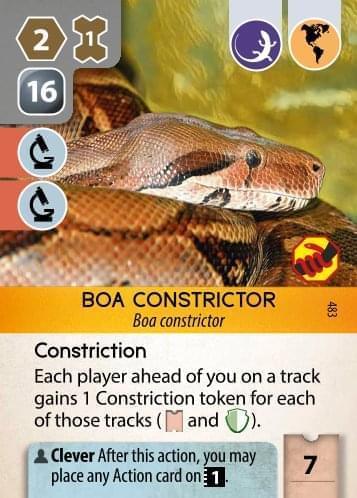 2
1
16
BOA CONSTRICTOR
Boa constrictor
483
Constriction
Each player ahead of you on a track
gains 1 Constriction token for each
of those tracks ( and ).
Clever After this action, you may
place any Action card on 1.
7